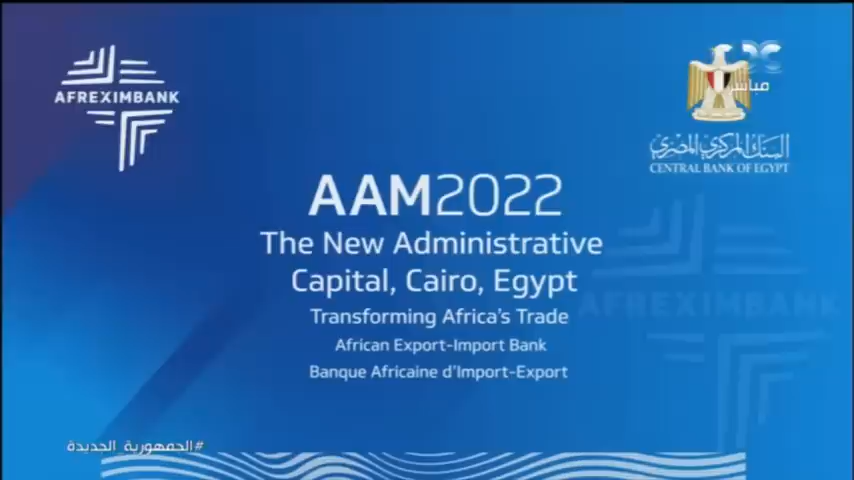 AFREXIMBANK
مباشر
البنك المركزي المصري
CENTRAL BANK OF EGYPT
AAM2022
The New Administrative
Capital, Cairo, Egypt
Transforming Africa's Trade
AFREXIMBANK
African Export-Import Bank
Banque Africaine d'Import-Export
#الجمهورية_الجديدة